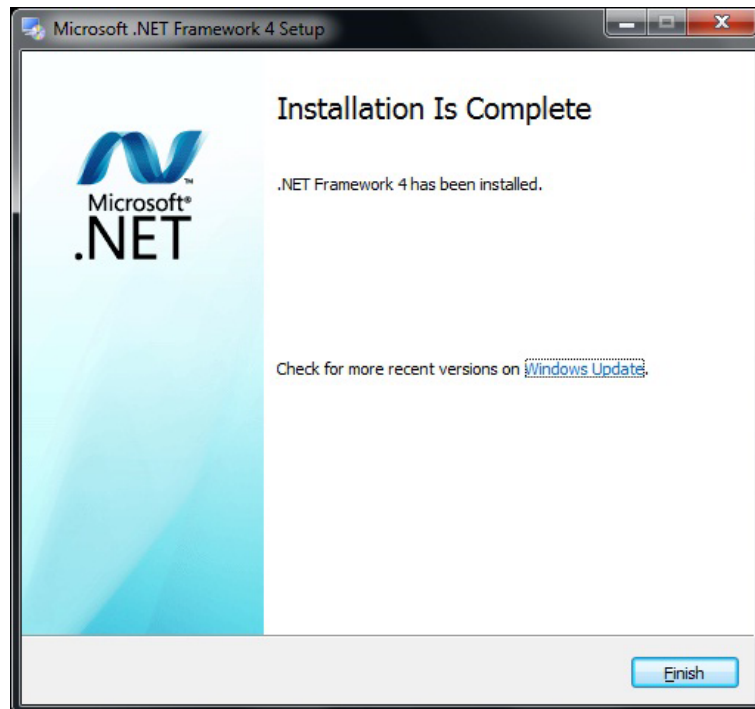 Microsoft .NET Framework 4 Setup
Installation Is Complete
Microsoft®
.NET
™
.NET Framework 4 has been installed.
Check for more recent versions on Windows Update.
Finish